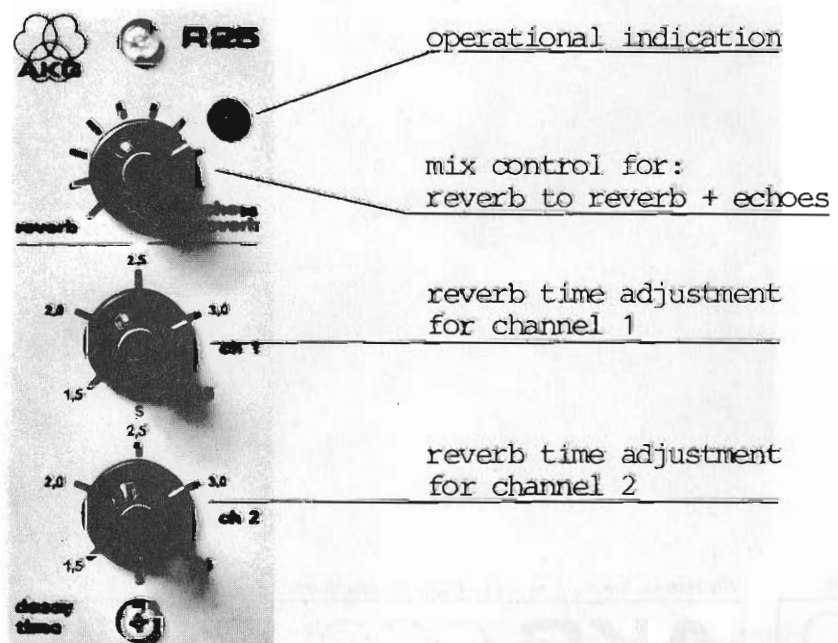 AKG
R25
operational indication
mix control for:
reverb to reverb + echoes
reverb
reverb
2,5
2,0
3,0
reverb time adjustment
for channel 1
ch 1
1,5
s
2,5
2,0
3,0
reverb time adjustment
for channel 2
ch 2
1,5
decay
time